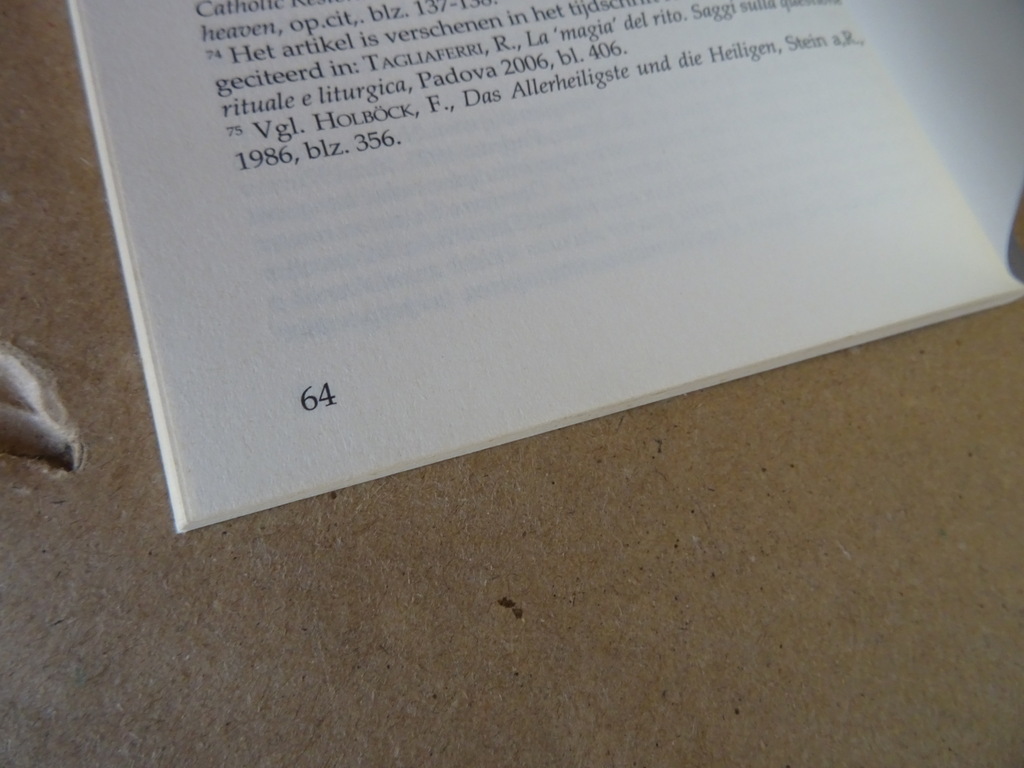 Catholic
heaven, op.cit,. blz. 137-138.
74 Het artikel is verschenen in het tijdschrift
geciteerd in: TAGLIAFERRI, R., La ‘magia’ del rito. Saggi sulla questione
rituale e liturgica, Padova 2006, bl. 406.
75 Vgl. HOLBÖCK, F., Das Allerheiligste und die Heiligen, Stein a.R.,
1986, blz. 356.
64